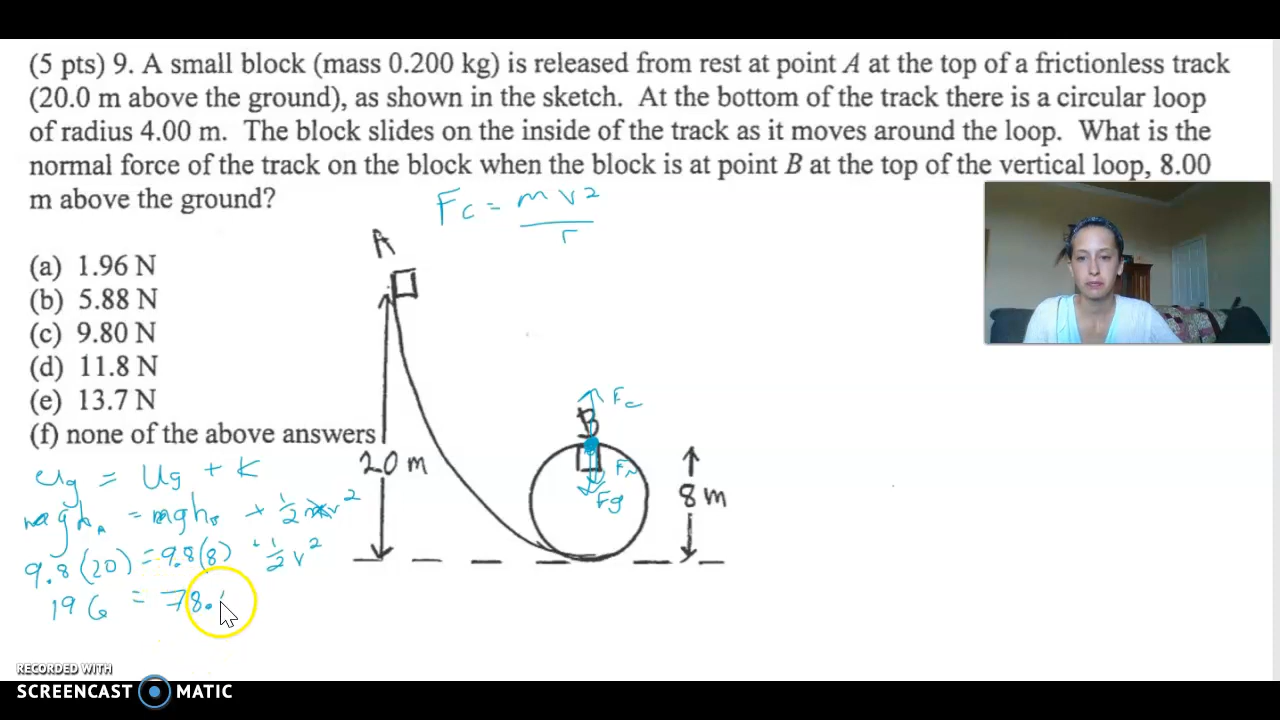 (5 pts) 9. A small block (mass 0.200 kg) is released from rest at point A at the top of a frictionless track
(20.0 m above the ground), as shown in the sketch. At the bottom of the track there is a circular loop
of radius 4.00 m. The block slides on the inside of the track as it moves around the loop. What is the
normal force of the track on the block when the block is at point B at the top of the vertical loop, 8.00
m above the ground?
Fc = mv²/r
A
(a) 1.96 N
(b) 5.88 N
(c) 9.80 N
(d) 11.8 N
(e) 13.7 N
(f) none of the above answers
Fc
B
FN
Fg
20 m
8 m
Ug = Ug + K
mghA = mgh + ½mv²
9.8(20) = 9.8(8) + ½v²
196 = 78.
RECORDED WITH
SCREENCAST MATIC